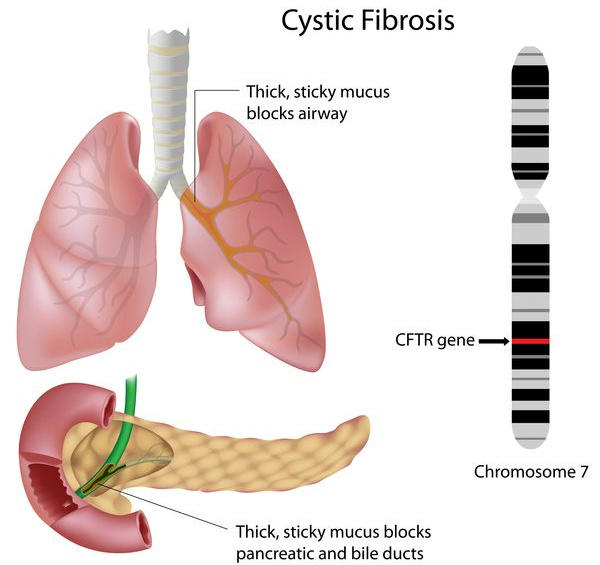 Cystic Fibrosis
Thick, sticky mucus
blocks airway
CFTR gene
Chromosome 7
Thick, sticky mucus blocks
pancreatic and bile ducts